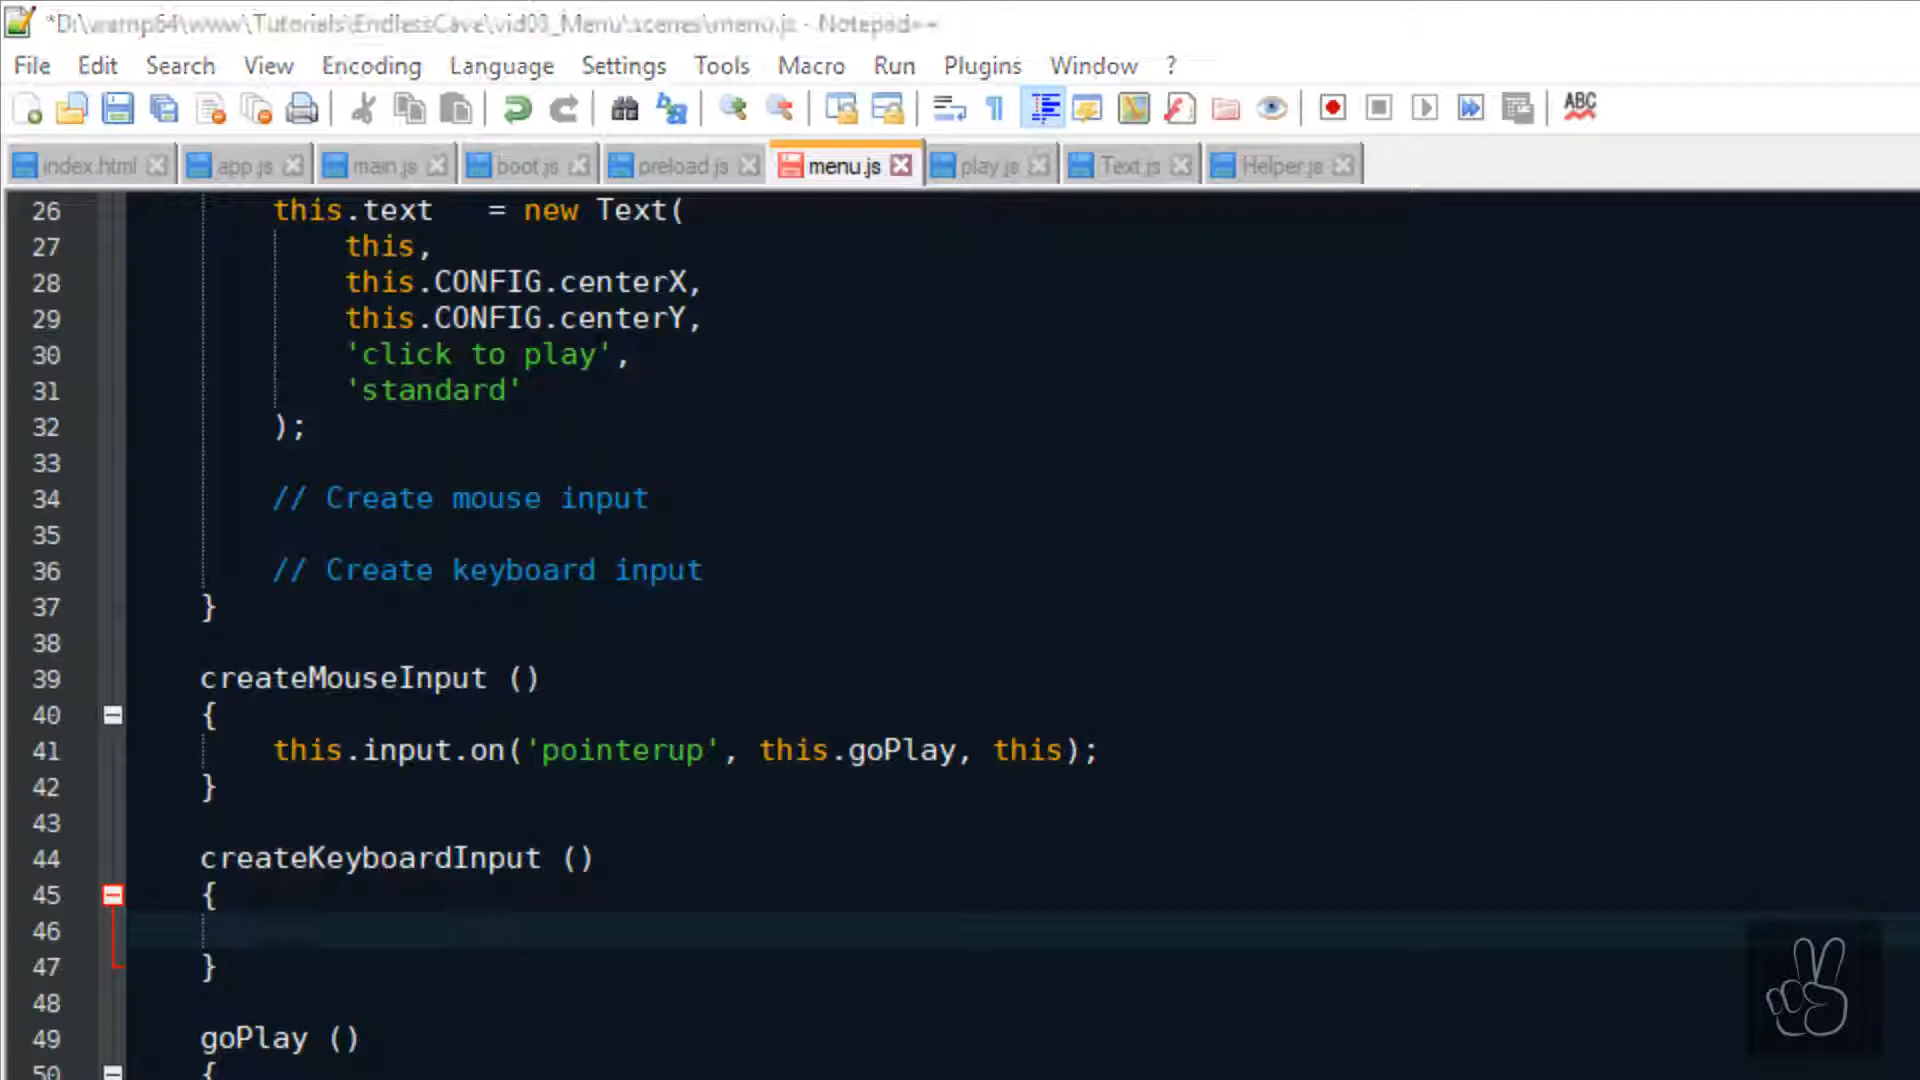 *D:\wamp64\www\Tutorials\EndlessCave\vid03_Menu\scenes\menu.js - Notepad++
File Edit Search View Encoding Language Settings Tools Macro Run Plugins Window ?
ABC
index.html app.js main.js boot.js preload.js menu.js play.js Text.js Helper.js
26 this.text = new Text(
27 this,
28 this.CONFIG.centerX,
29 this.CONFIG.centerY,
30 'click to play',
31 'standard'
32 );
33
34 // Create mouse input
35
36 // Create keyboard input
37 }
38
39 createMouseInput ()
40 {
41 this.input.on('pointerup', this.goPlay, this);
42 }
43
44 createKeyboardInput ()
45 {
46
47 }
48
49 goPlay ()
50 {